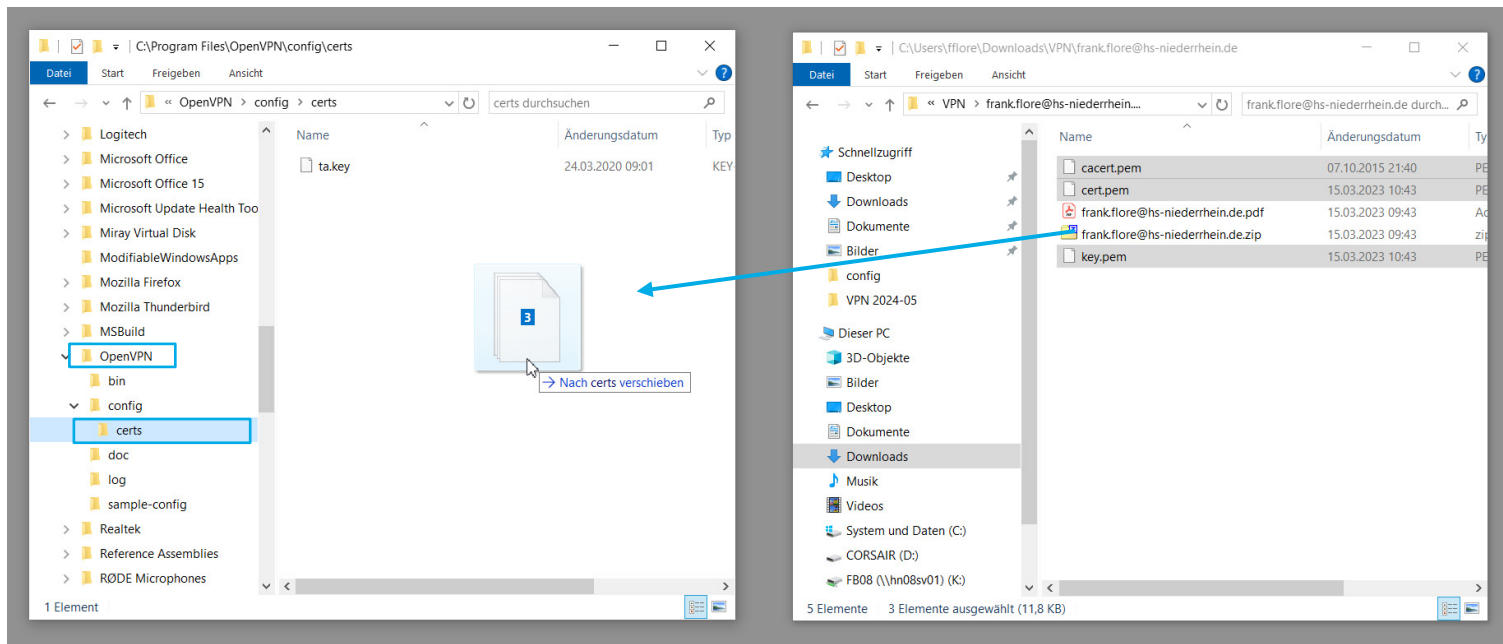 C:\Program Files\OpenVPN\config\certs
Datei Start Freigeben Ansicht
« OpenVPN > config > certs
certs durchsuchen
Logitech
Microsoft Office
Microsoft Office 15
Microsoft Update Health Too
Miray Virtual Disk
ModifiableWindowsApps
Mozilla Firefox
Mozilla Thunderbird
MSBuild
OpenVPN
bin
config
certs
doc
log
sample-config
Realtek
Reference Assemblies
RØDE Microphones
Name Änderungsdatum Typ
ta.key 24.03.2020 09:01 KEY-
3
→ Nach certs verschieben
1 Element
C:\Users\fflore\Downloads\VPN\frank.flore@hs-niederrhein.de
Datei Start Freigeben Ansicht
« VPN > frank.flore@hs-niederrhein....
frank.flore@hs-niederrhein.de durch...
Schnellzugriff
Desktop
Downloads
Dokumente
Bilder
config
VPN 2024-05
Dieser PC
3D-Objekte
Bilder
Desktop
Dokumente
Downloads
Musik
Videos
System und Daten (C:)
CORSAIR (D:)
FB08 (\\hn08sv01) (K:)
Name Änderungsdatum Ty
cacert.pem 07.10.2015 21:40 PE
cert.pem 15.03.2023 10:43 PE
frank.flore@hs-niederrhein.de.pdf 15.03.2023 09:43 Ac
frank.flore@hs-niederrhein.de.zip 15.03.2023 09:43 zip
key.pem 15.03.2023 10:43 PE
5 Elemente 3 Elemente ausgewählt (11,8 KB)